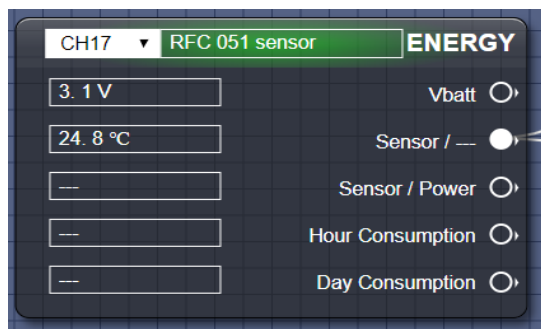 CH17 ▼ RFC 051 sensor ENERGY
3. 1 V Vbatt
24. 8 °C Sensor / ---
--- Sensor / Power
--- Hour Consumption
--- Day Consumption